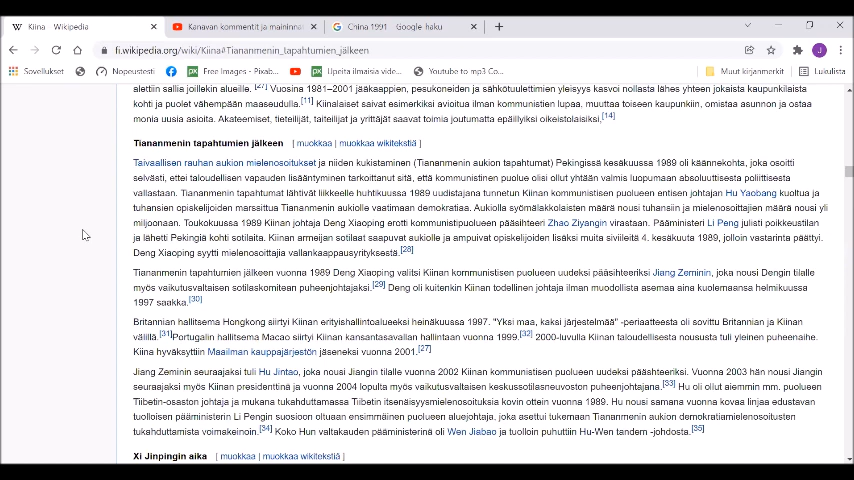 Kiina – Wikipedia
Kanavan kommentit ja maininna
China 1991 - Google-haku
fi.wikipedia.org/wiki/Kiina#Tiananmenin_tapahtumien_jälkeen
J
Sovellukset
Nopeustesti
Free Images - Pixab...
Upeita ilmaisia vide...
Youtube to mp3 Co...
Muut kirjanmerkit
Lukulista
alettiin sallia joillekin alueille. [27] Vuosina 1981–2001 jääkaappien, pesukoneiden ja sähkötuulettimien yleisyys kasvoi nollasta lähes yhteen jokaista kaupunkilaista
kohti ja puolet vähempään maaseudulla.[11] Kiinalaiset saivat esimerkiksi avioitua ilman kommunistien lupaa, muuttaa toiseen kaupunkiin, omistaa asunnon ja ostaa
monia uusia asioita. Akateemiset, tieteilijät, taiteilijat ja yrittäjät saavat toimia joutumatta epäillyiksi oikeistolaisiksi.[14]
Tiananmenin tapahtumien jälkeen [ muokkaa | muokkaa wikitekstiä ]
Taivaallisen rauhan aukion mielenosoitukset ja niiden kukistaminen (Tiananmenin aukion tapahtumat) Pekingissä kesäkuussa 1989 oli käännekohta, joka osoitti
selvästi, ettei taloudellisen vapauden lisääntyminen tarkoittanut sitä, että kommunistinen puolue olisi ollut yhtään valmis luopumaan absoluuttisesta poliittisesta
vallastaan. Tiananmenin tapahtumat lähtivät liikkeelle huhtikuussa 1989 uudistajana tunnetun Kiinan kommunistisen puolueen entisen johtajan Hu Yaobang kuoltua ja
tuhansien opiskelijoiden marssittua Tiananmenin aukiolle vaatimaan demokratiaa. Aukiolla syömälakkolaisten määrä nousi tuhansiin ja mielenosoittajien määrä nousi yli
miljoonaan. Toukokuussa 1989 Kiinan johtaja Deng Xiaoping erotti kommunistipuolueen pääsihteeri Zhao Ziyangin virastaan. Pääministeri Li Peng julisti poikkeustilan
ja lähetti Pekingiä kohti sotilaita. Kiinan armeijan sotilaat saapuvat aukiolle ja ampuivat opiskelijoiden lisäksi muita siviileitä 4. kesäkuuta 1989, jolloin vastarinta päättyi.
Deng Xiaoping syytti mielenosoittajia vallankaappausyrityksestä.[28]
Tiananmenin tapahtumien jälkeen vuonna 1989 Deng Xiaoping valitsi Kiinan kommunistisen puolueen uudeksi pääsihteeriksi Jiang Zeminin, joka nousi Dengin tilalle
myös vaikutusvaltaisen sotilaskomitean puheenjohtajaksi.[29] Deng oli kuitenkin Kiinan todellinen johtaja ilman muodollista asemaa aina kuolemaansa helmikuussa
1997 saakka.[30]
Britannian hallitsema Hongkong siirtyi Kiinan erityishallintoalueeksi heinäkuussa 1997. "Yksi maa, kaksi järjestelmää" -periaatteesta oli sovittu Britannian ja Kiinan
välillä.[31]Portugalin hallitsema Macao siirtyi Kiinan kansantasavallan hallintaan vuonna 1999.[32] 2000-luvulla Kiinan taloudellisesta noususta tuli yleinen puheenaihe.
Kiina hyväksyttiin Maailman kauppajärjestön jäseneksi vuonna 2001.[27]
Jiang Zeminin seuraajaksi tuli Hu Jintao, joka nousi Jiangin tilalle vuonna 2002 Kiinan kommunistisen puolueen uudeksi pääsihteeriksi. Vuonna 2003 hän nousi Jiangin
seuraajaksi myös Kiinan presidenttinä ja vuonna 2004 lopulta myös vaikutusvaltaisen keskussotilasneuvoston puheenjohtajana.[33] Hu oli ollut aiemmin mm. puolueen
Tiibetin-osaston johtaja ja mukana tukahduttamassa Tiibetin itsenäisyysmielenosoituksia kovin ottein vuonna 1989. Hu nousi samana vuonna kovaa linjaa edustavan
tuolloisen pääministerin Li Pengin suosioon oltuaan ensimmäinen puolueen aluejohtaja, joka asettui tukemaan Tiananmenin aukion demokratiamielenosoitusten
tukahduttamista voimakeinoin.[34] Koko Hun valtakauden pääministerinä oli Wen Jiabao ja tuolloin puhuttiin Hu-Wen tandem -johdosta.[35]
Xi Jinpingin aika [ muokkaa | muokkaa wikitekstiä ]